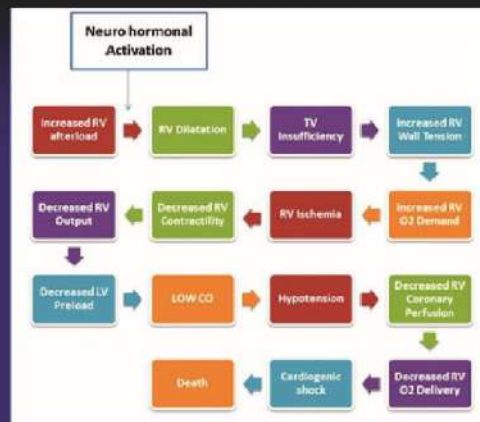 Neuro hormonal
Activation
Increased RV
afterload
RV Dilatation
TV
Insufficiency
Increased RV
Wall Tension
Increased RV
O2 Demand
RV Ischemia
Decreased RV
Contractility
Decreased RV
Output
Decreased LV
Preload
LOW CO
Hypotension
Decreased RV
Coronary
Perfusion
Decreased RV
O2 Delivery
Cardiogenic
shock
Death